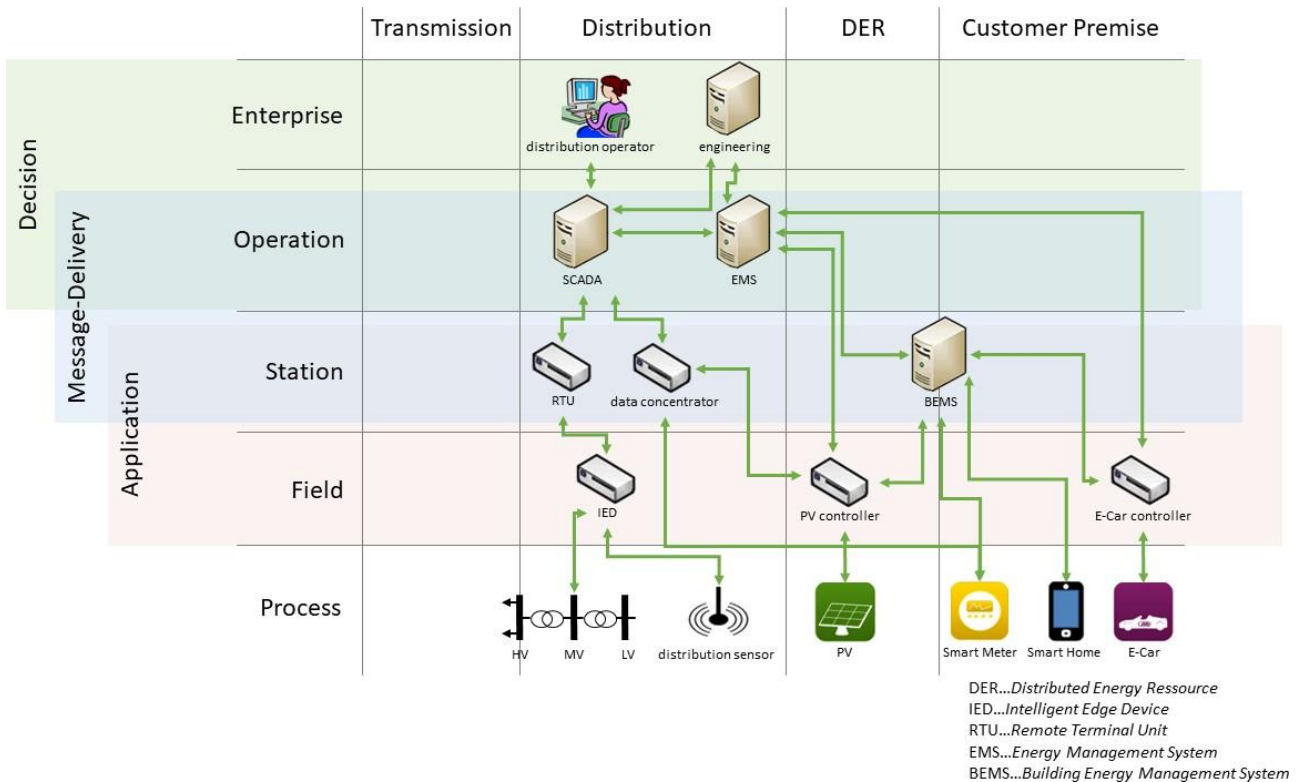 Transmission
Distribution
DER
Customer Premise
Decision
Message-Delivery
Application
Enterprise
distribution operator
engineering
Operation
SCADA
EMS
Station
RTU
data concentrator
BEMS
Field
IED
PV controller
E-Car controller
Process
HV
MV
LV
distribution sensor
PV
Smart Meter
Smart Home
E-Car
DER...Distributed Energy Ressource
IED...Intelligent Edge Device
RTU...Remote Terminal Unit
EMS...Energy Management System
BEMS...Building Energy Management System